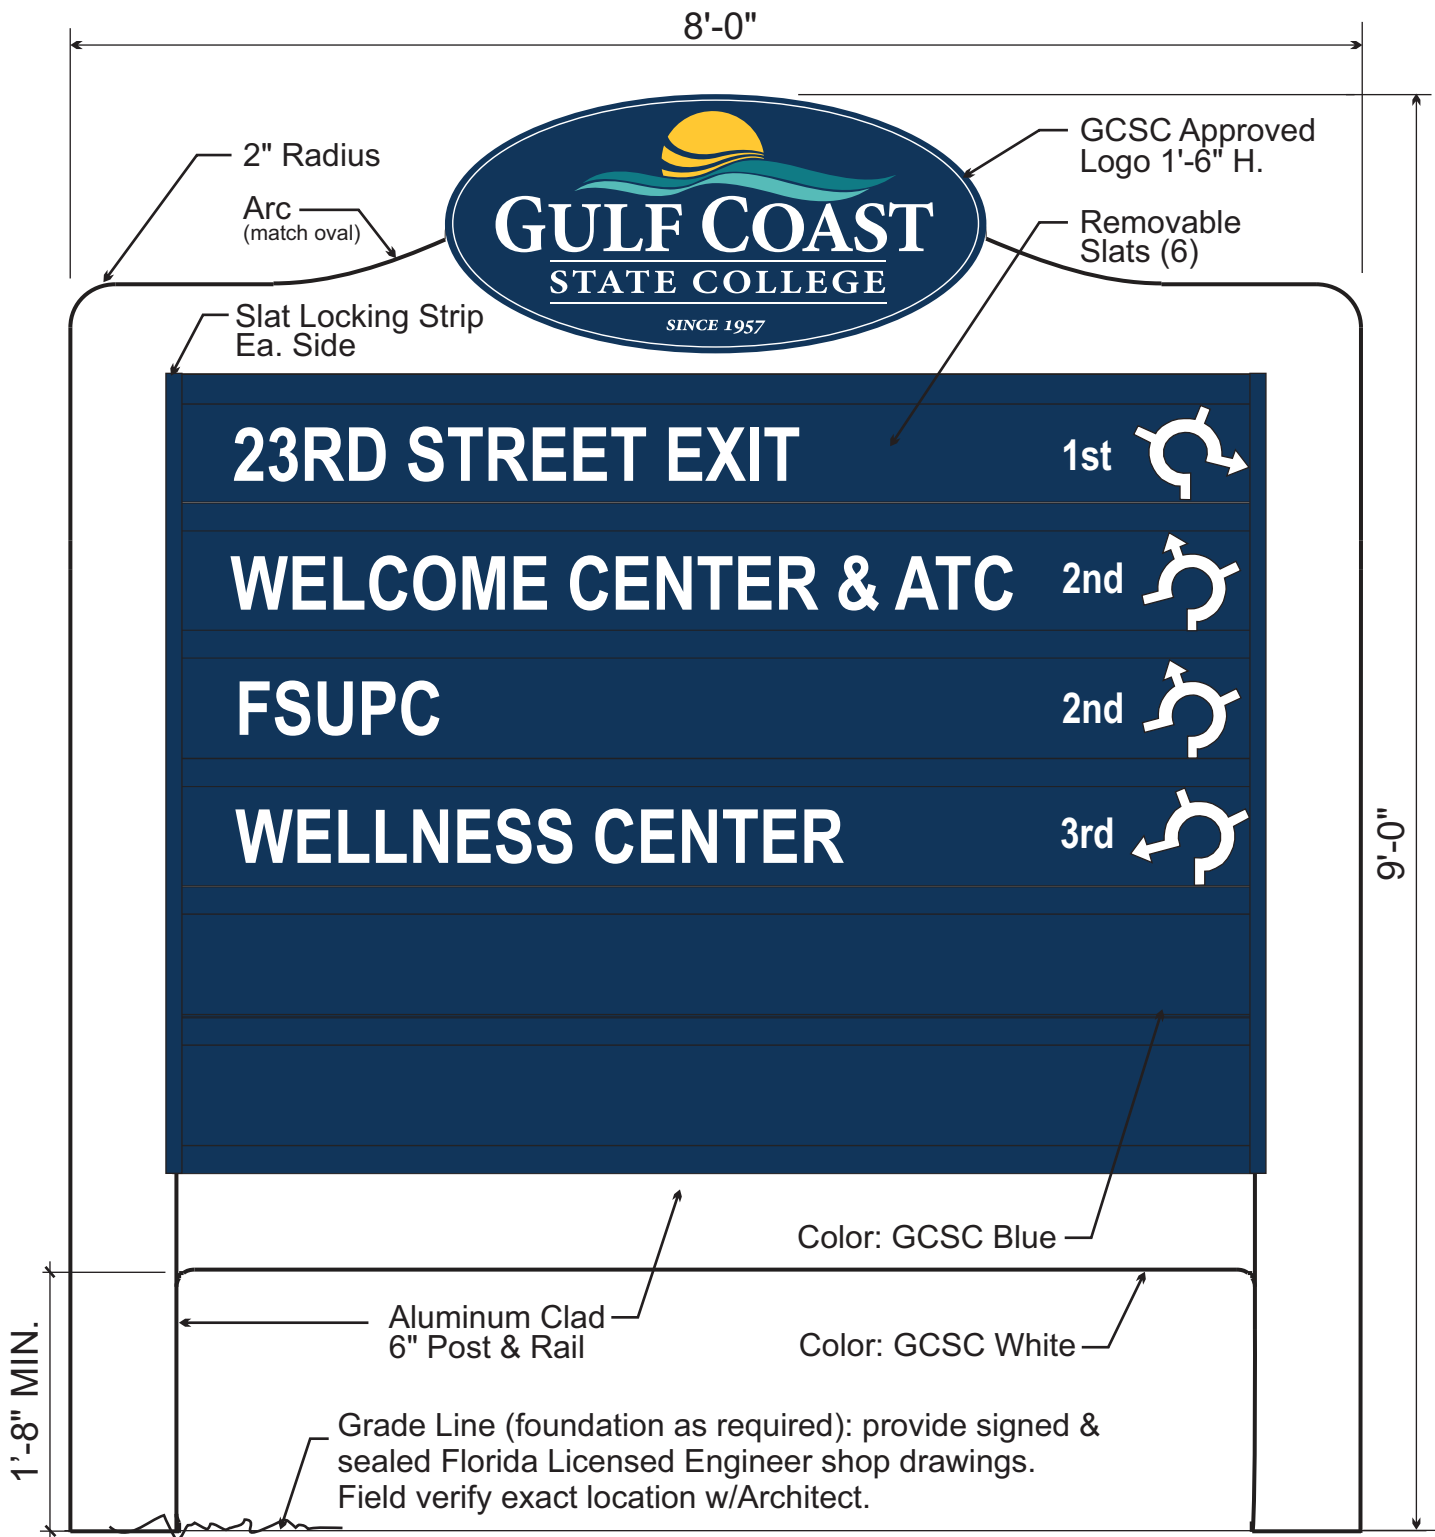 8'-0"
2" Radius
Arc
(match oval)
GULF COAST
STATE COLLEGE
SINCE 1957
GCSC Approved
Logo 1'-6" H.
Removable
Slats (6)
Slat Locking Strip
Ea. Side
23RD STREET EXIT 1st
WELCOME CENTER & ATC 2nd
FSUPC 2nd
WELLNESS CENTER 3rd
9'-0"
Color: GCSC Blue
Aluminum Clad
6" Post & Rail
Color: GCSC White
1'-8" MIN.
Grade Line (foundation as required): provide signed &
sealed Florida Licensed Engineer shop drawings.
Field verify exact location w/Architect.